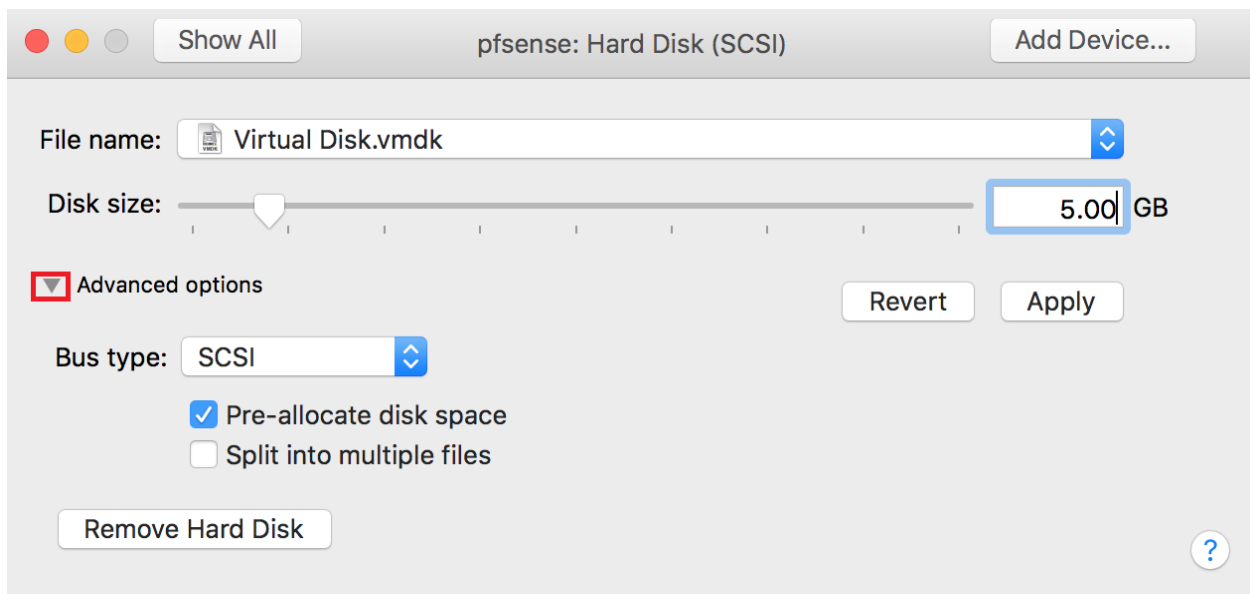 Show All pfsense: Hard Disk (SCSI) Add Device...
File name: VMDK Virtual Disk.vmdk
Disk size: 5.00 GB
Advanced options
Revert Apply
Bus type: SCSI
Pre-allocate disk space
Split into multiple files
Remove Hard Disk
?